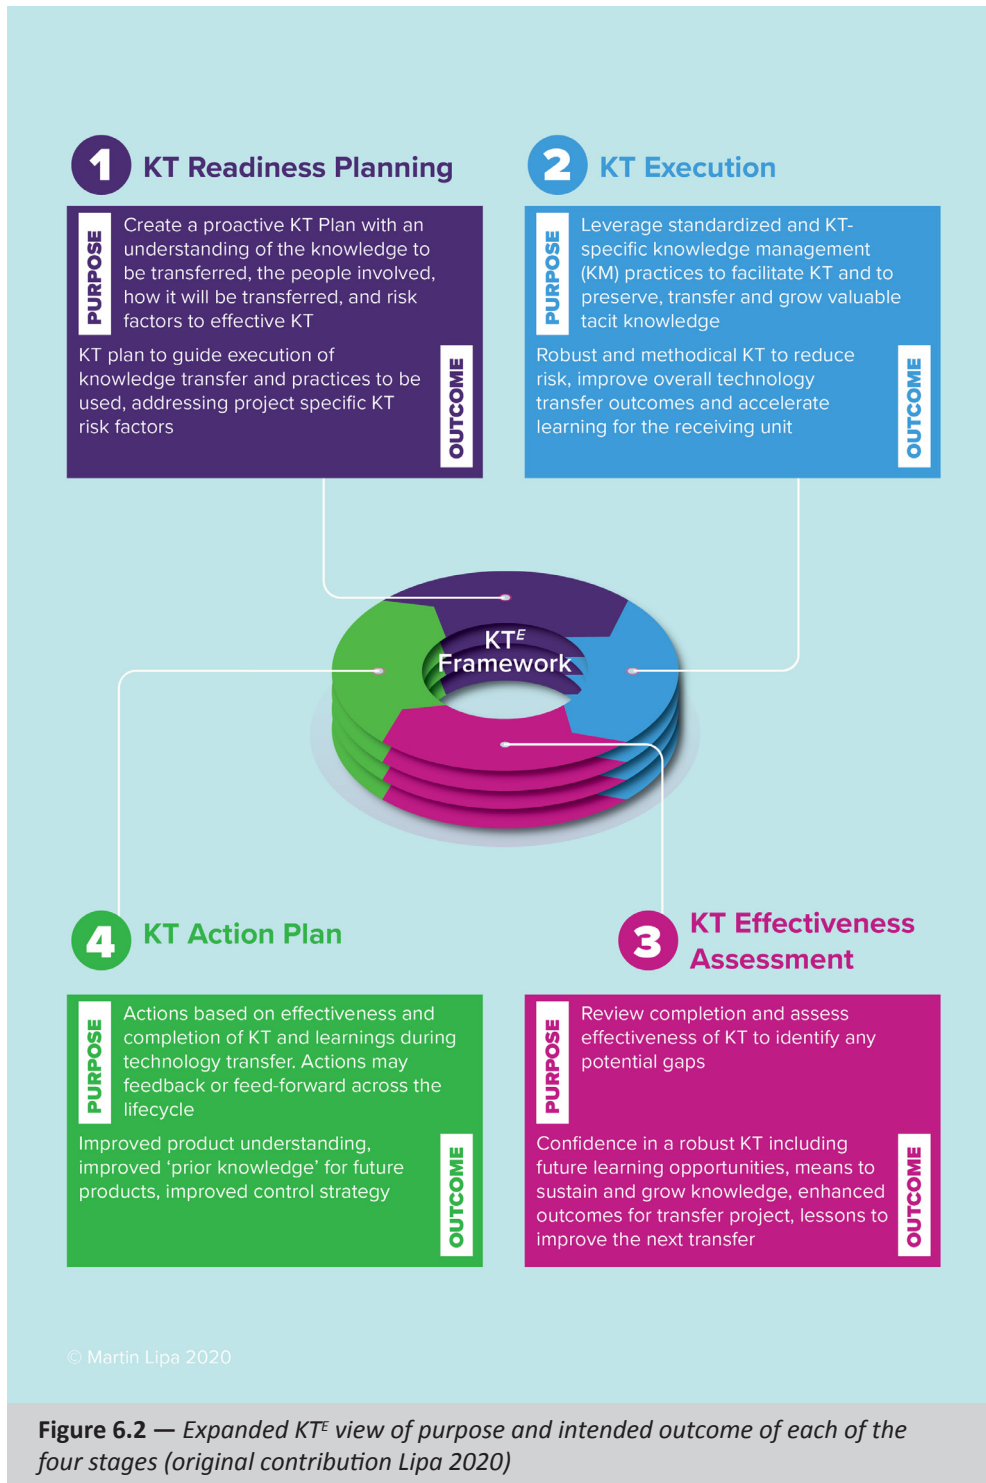 1 KT Readiness Planning
PURPOSE
Create a proactive KT Plan with an
understanding of the knowledge to
be transferred, the people involved,
how it will be transferred, and risk
factors to effective KT
KT plan to guide execution of
knowledge transfer and practices to be
used, addressing project specific KT
risk factors
OUTCOME
2 KT Execution
PURPOSE
Leverage standardized and KT-
specific knowledge management
(KM) practices to facilitate KT and to
preserve, transfer and grow valuable
tacit knowledge
Robust and methodical KT to reduce
risk, improve overall technology
transfer outcomes and accelerate
learning for the receiving unit
OUTCOME
KTᴱ
Framework
4 KT Action Plan
PURPOSE
Actions based on effectiveness and
completion of KT and learnings during
technology transfer. Actions may
feedback or feed-forward across the
lifecycle
Improved product understanding,
improved ‘prior knowledge’ for future
products, improved control strategy
OUTCOME
3 KT Effectiveness
Assessment
PURPOSE
Review completion and assess
effectiveness of KT to identify any
potential gaps
Confidence in a robust KT including
future learning opportunities, means to
sustain and grow knowledge, enhanced
outcomes for transfer project, lessons to
improve the next transfer
OUTCOME
© Martin Lipa 2020
Figure 6.2 — Expanded KTᴱ view of purpose and intended outcome of each of the
four stages (original contribution Lipa 2020)